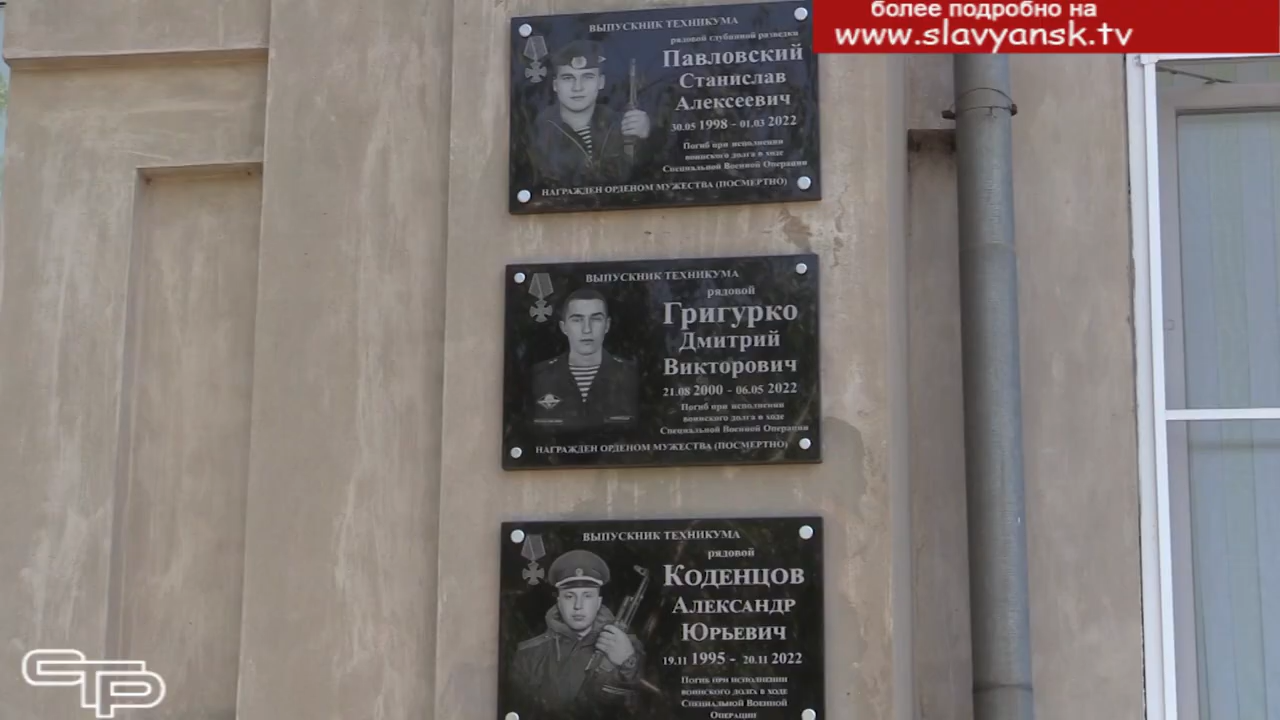 более подробно на
www.slavyansk.tv
ВЫПУСКНИК ТЕХНИКУМА
рядовой глубинной разведки
Павловский
Станислав
Алексеевич
30.05 1998 - 01.03 2022
Погиб при исполнении
воинского долга в ходе
Специальной Военной Операции
НАГРАЖДЕН ОРДЕНОМ МУЖЕСТВА (ПОСМЕРТНО)
ВЫПУСКНИК ТЕХНИКУМА
рядовой
Григурко
Дмитрий
Викторович
21.08 2000 - 06.05 2022
Погиб при исполнении
воинского долга в ходе
Специальной Военной Операции
НАГРАЖДЕН ОРДЕНОМ МУЖЕСТВА (ПОСМЕРТНО)
ВЫПУСКНИК ТЕХНИКУМА
рядовой
Коденцов
Александр
Юрьевич
19.11 1995 - 20.11 2022
Погиб при исполнении
воинского долга в ходе
Специальной Военной
Операции
СТР